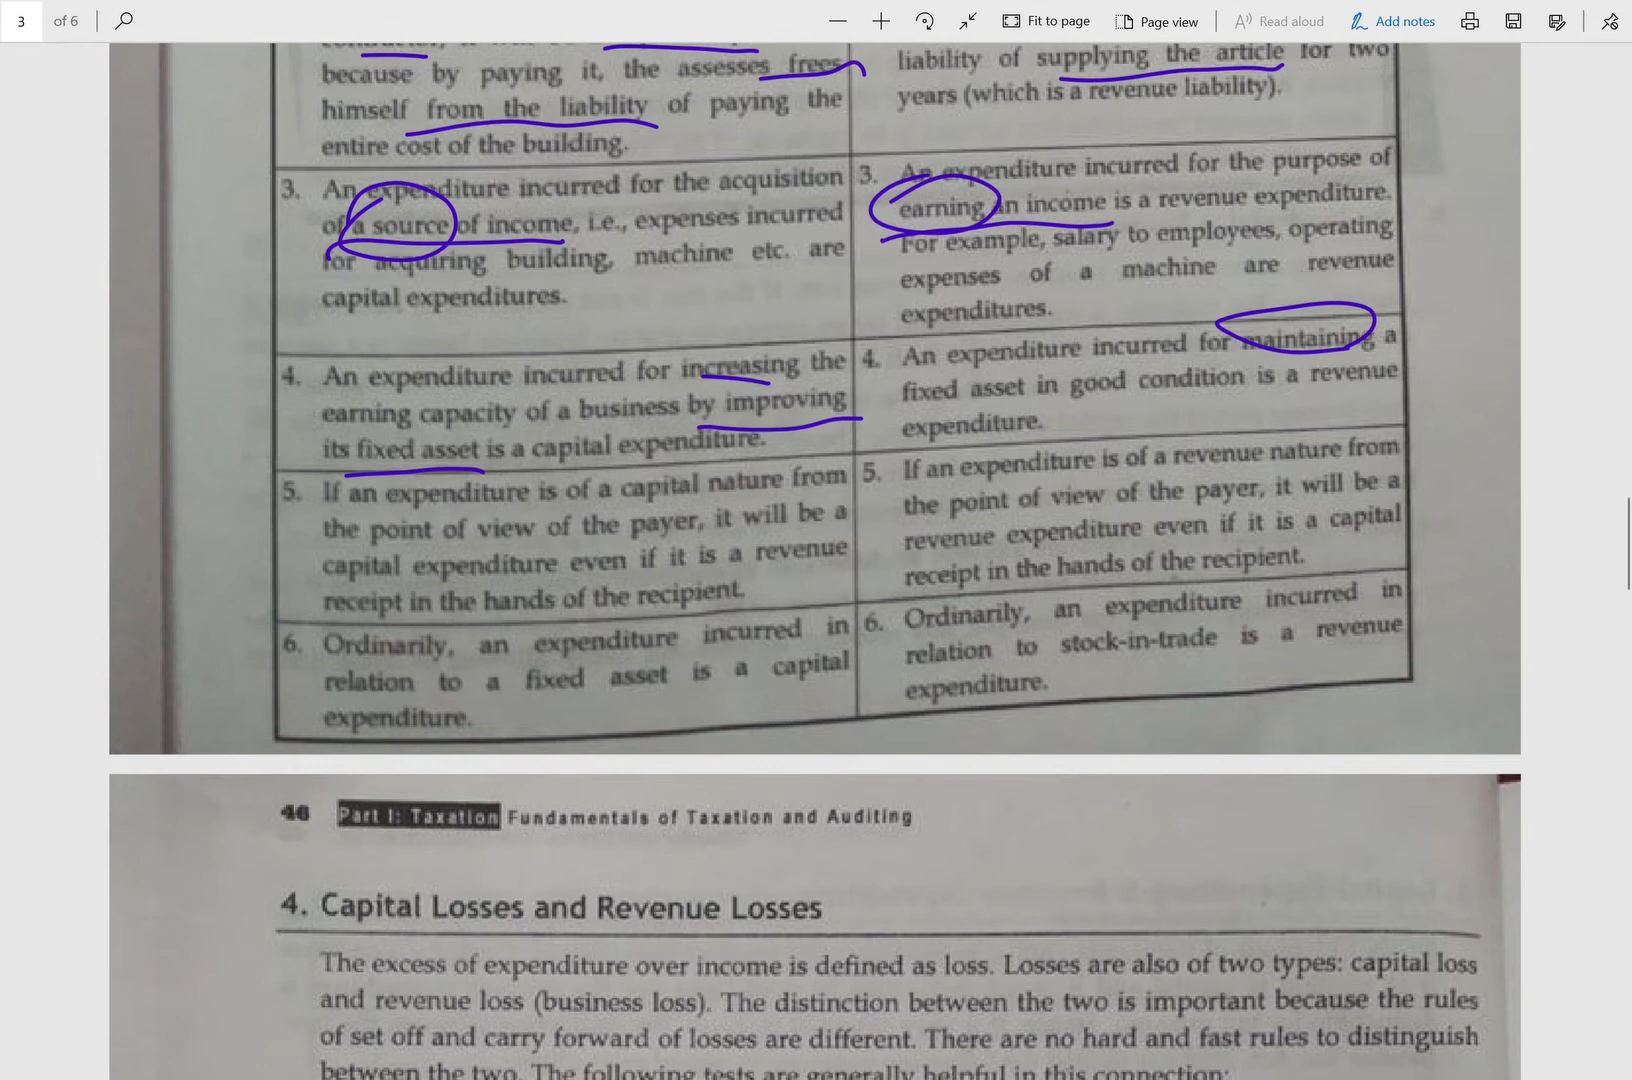 3 of 6 Fit to page Page view Read aloud Add notes
because by paying it, the assesses frees
himself from the liability of paying the
entire cost of the building.
liability of supplying the article for two
years (which is a revenue liability).
3. An expenditure incurred for the acquisition
of a source of income, i.e., expenses incurred
for acquiring building, machine etc. are
capital expenditures.
3. An expenditure incurred for the purpose of
earning an income is a revenue expenditure.
For example, salary to employees, operating
expenses of a machine are revenue
expenditures.
4. An expenditure incurred for increasing the
earning capacity of a business by improving
its fixed asset is a capital expenditure.
4. An expenditure incurred for maintaining a
fixed asset in good condition is a revenue
expenditure.
5. If an expenditure is of a capital nature from
the point of view of the payer, it will be a
capital expenditure even if it is a revenue
receipt in the hands of the recipient.
5. If an expenditure is of a revenue nature from
the point of view of the payer, it will be a
revenue expenditure even if it is a capital
receipt in the hands of the recipient.
6. Ordinarily, an expenditure incurred in
relation to a fixed asset is a capital
expenditure.
6. Ordinarily, an expenditure incurred in
relation to stock-in-trade is a revenue
expenditure.
46 Part I: Taxation Fundamentals of Taxation and Auditing
4. Capital Losses and Revenue Losses
The excess of expenditure over income is defined as loss. Losses are also of two types: capital loss
and revenue loss (business loss). The distinction between the two is important because the rules
of set off and carry forward of losses are different. There are no hard and fast rules to distinguish
between the two. The following tests are generally helpful in this connection: